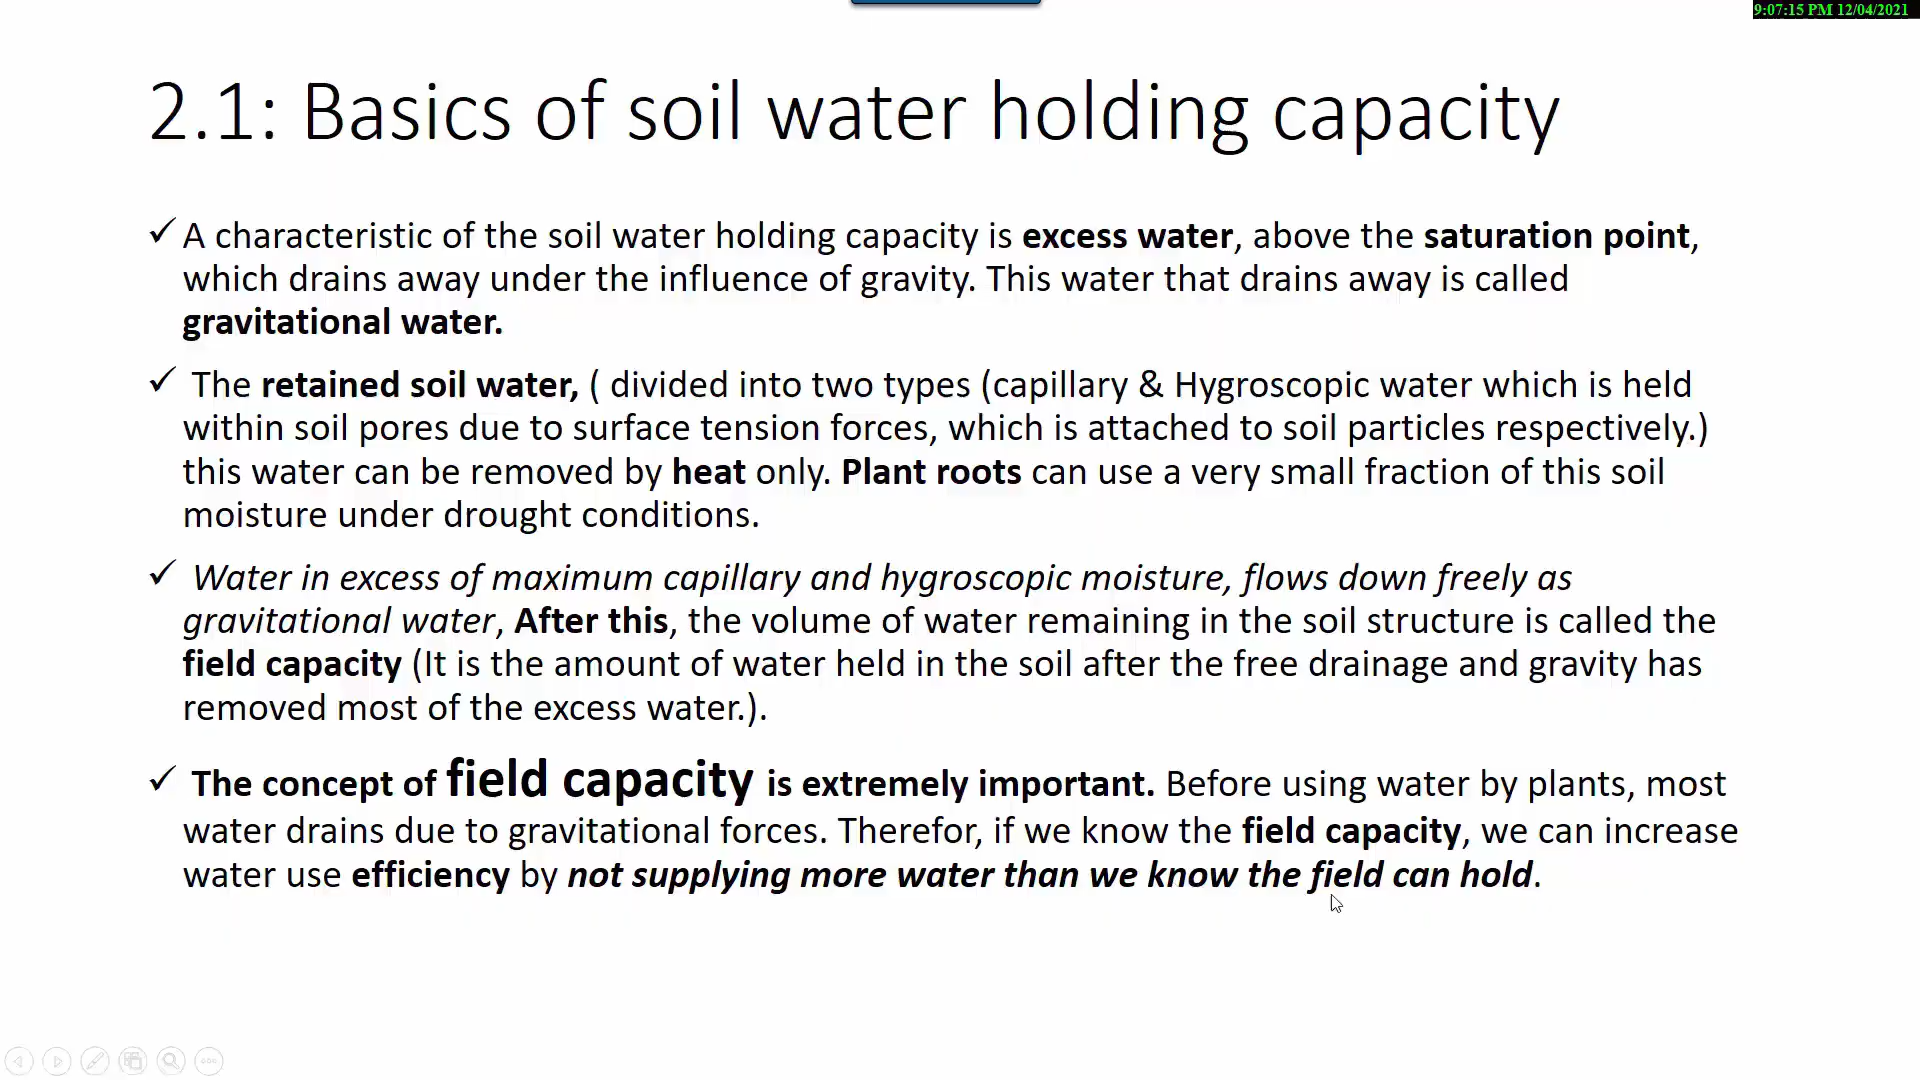 9:07:15 PM 12/04/2021
2.1: Basics of soil water holding capacity
✓ A characteristic of the soil water holding capacity is excess water, above the saturation point,
which drains away under the influence of gravity. This water that drains away is called
gravitational water.
✓ The retained soil water, ( divided into two types (capillary & Hygroscopic water which is held
within soil pores due to surface tension forces, which is attached to soil particles respectively.)
this water can be removed by heat only. Plant roots can use a very small fraction of this soil
moisture under drought conditions.
✓ Water in excess of maximum capillary and hygroscopic moisture, flows down freely as
gravitational water, After this, the volume of water remaining in the soil structure is called the
field capacity (It is the amount of water held in the soil after the free drainage and gravity has
removed most of the excess water.).
✓ The concept of field capacity is extremely important. Before using water by plants, most
water drains due to gravitational forces. Therefor, if we know the field capacity, we can increase
water use efficiency by not supplying more water than we know the field can hold.